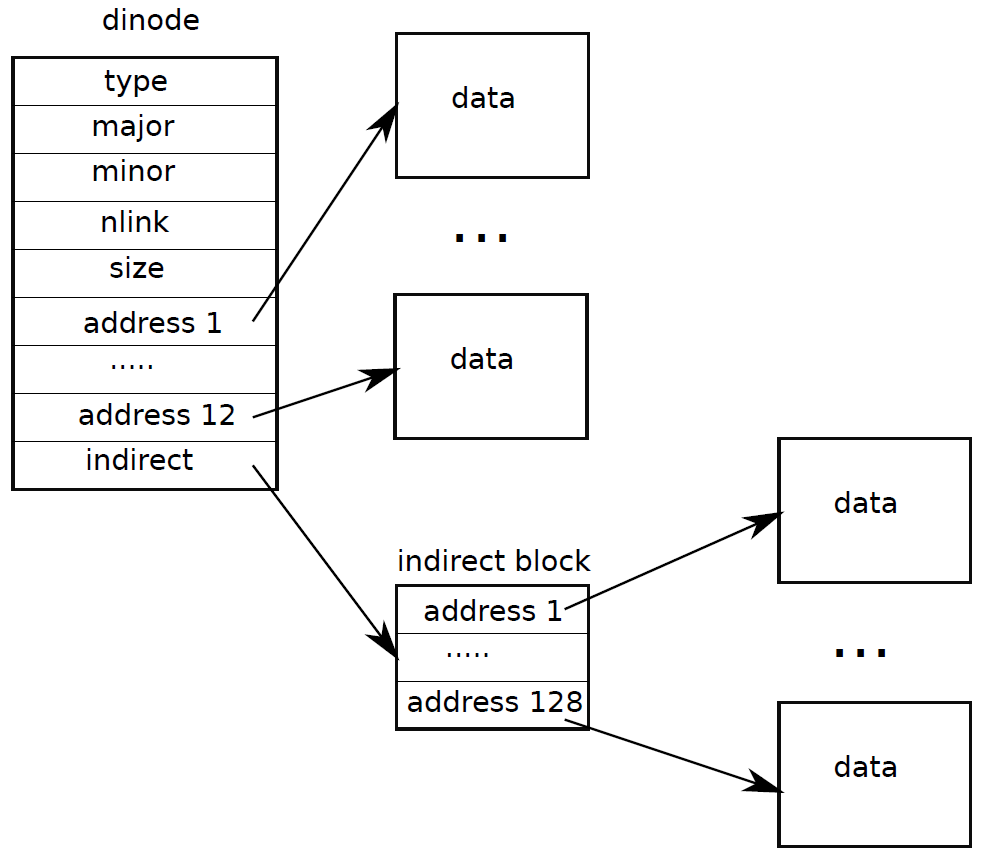 dinode
type
major
minor
nlink
size
address 1
.....
address 12
indirect
data
...
data
indirect block
address 1
.....
address 128
data
...
data